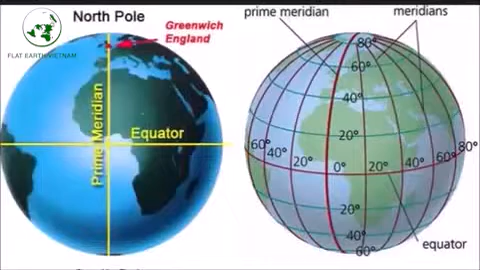 North Pole
Greenwich
England
FLAT EARTH VIETNAM
Prime Meridian
Equator
prime meridian
meridians
80°
60°
40°
20°
60°
40°
20°
0°
20°
40°
60°
80°
20°
40°
60°
equator